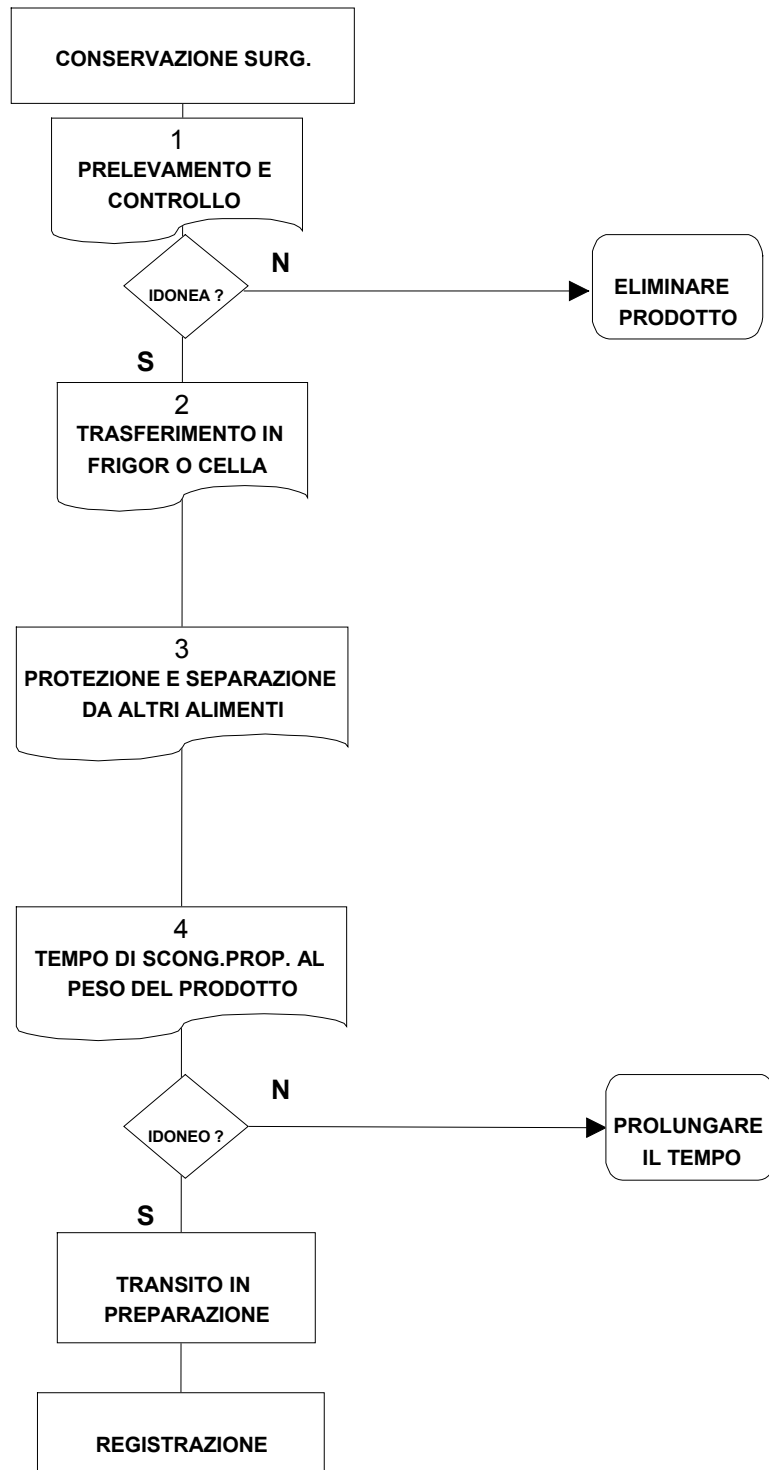 CONSERVAZIONE SURG.
1
PRELEVAMENTO E
CONTROLLO
IDONEA ?
N
ELIMINARE
PRODOTTO
S
2
TRASFERIMENTO IN
FRIGOR O CELLA
3
PROTEZIONE E SEPARAZIONE
DA ALTRI ALIMENTI
4
TEMPO DI SCONG.PROP. AL
PESO DEL PRODOTTO
IDONEO ?
N
PROLUNGARE
IL TEMPO
S
TRANSITO IN
PREPARAZIONE
REGISTRAZIONE